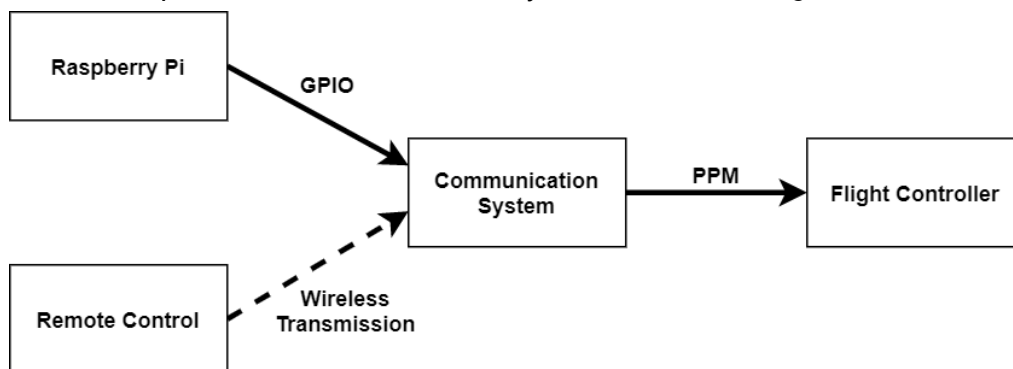 Raspberry Pi
GPIO
Communication
System
PPM
Flight Controller
Remote Control
Wireless
Transmission